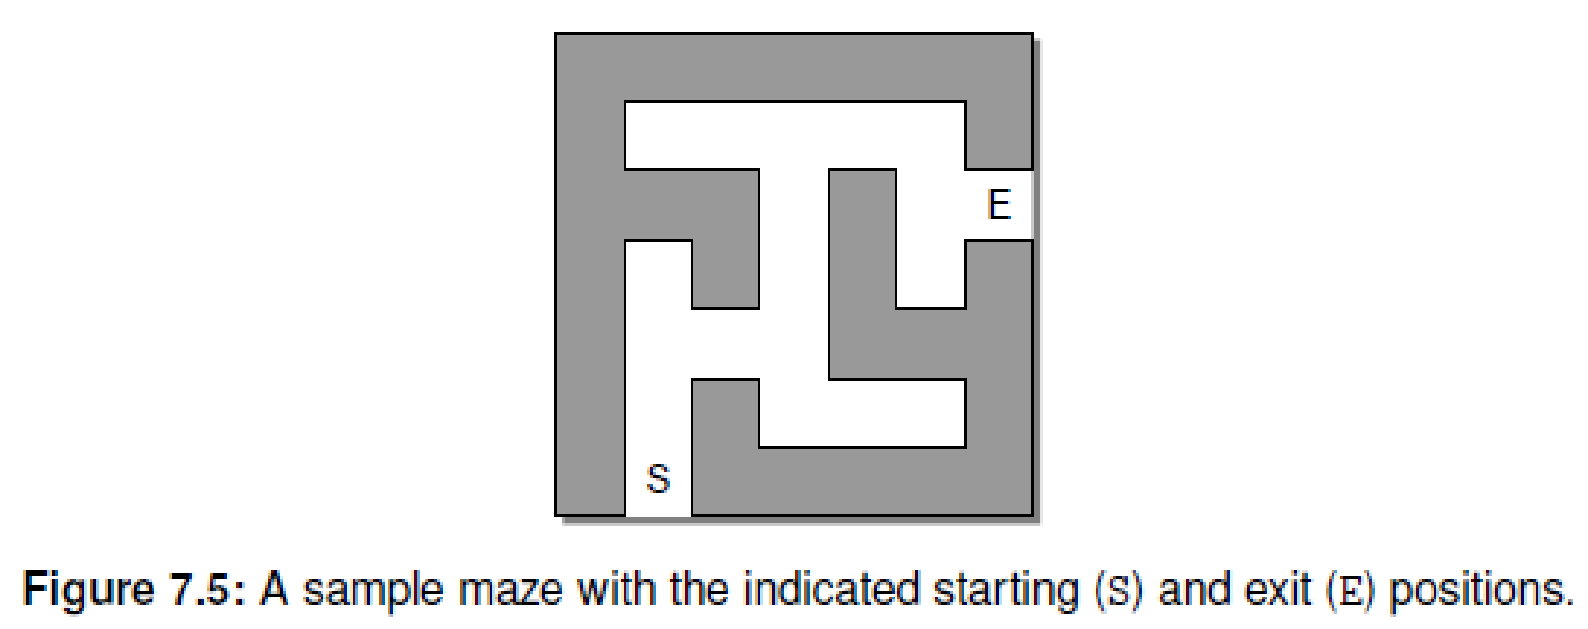 E
S
Figure 7.5: A sample maze with the indicated starting (S) and exit (E) positions.